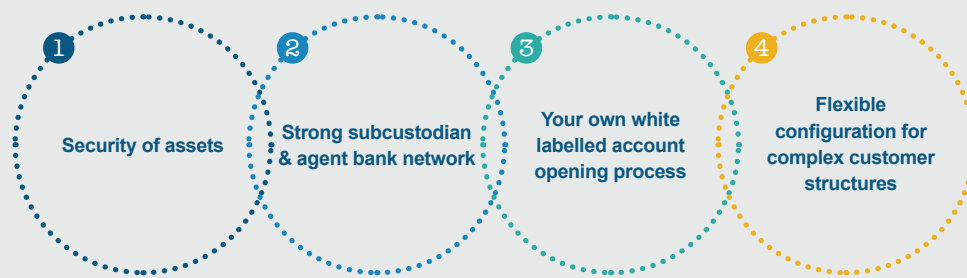 1
Security of assets
2
Strong subcustodian
& agent bank network
3
Your own white
labelled account
opening process
4
Flexible
configuration for
complex customer
structures